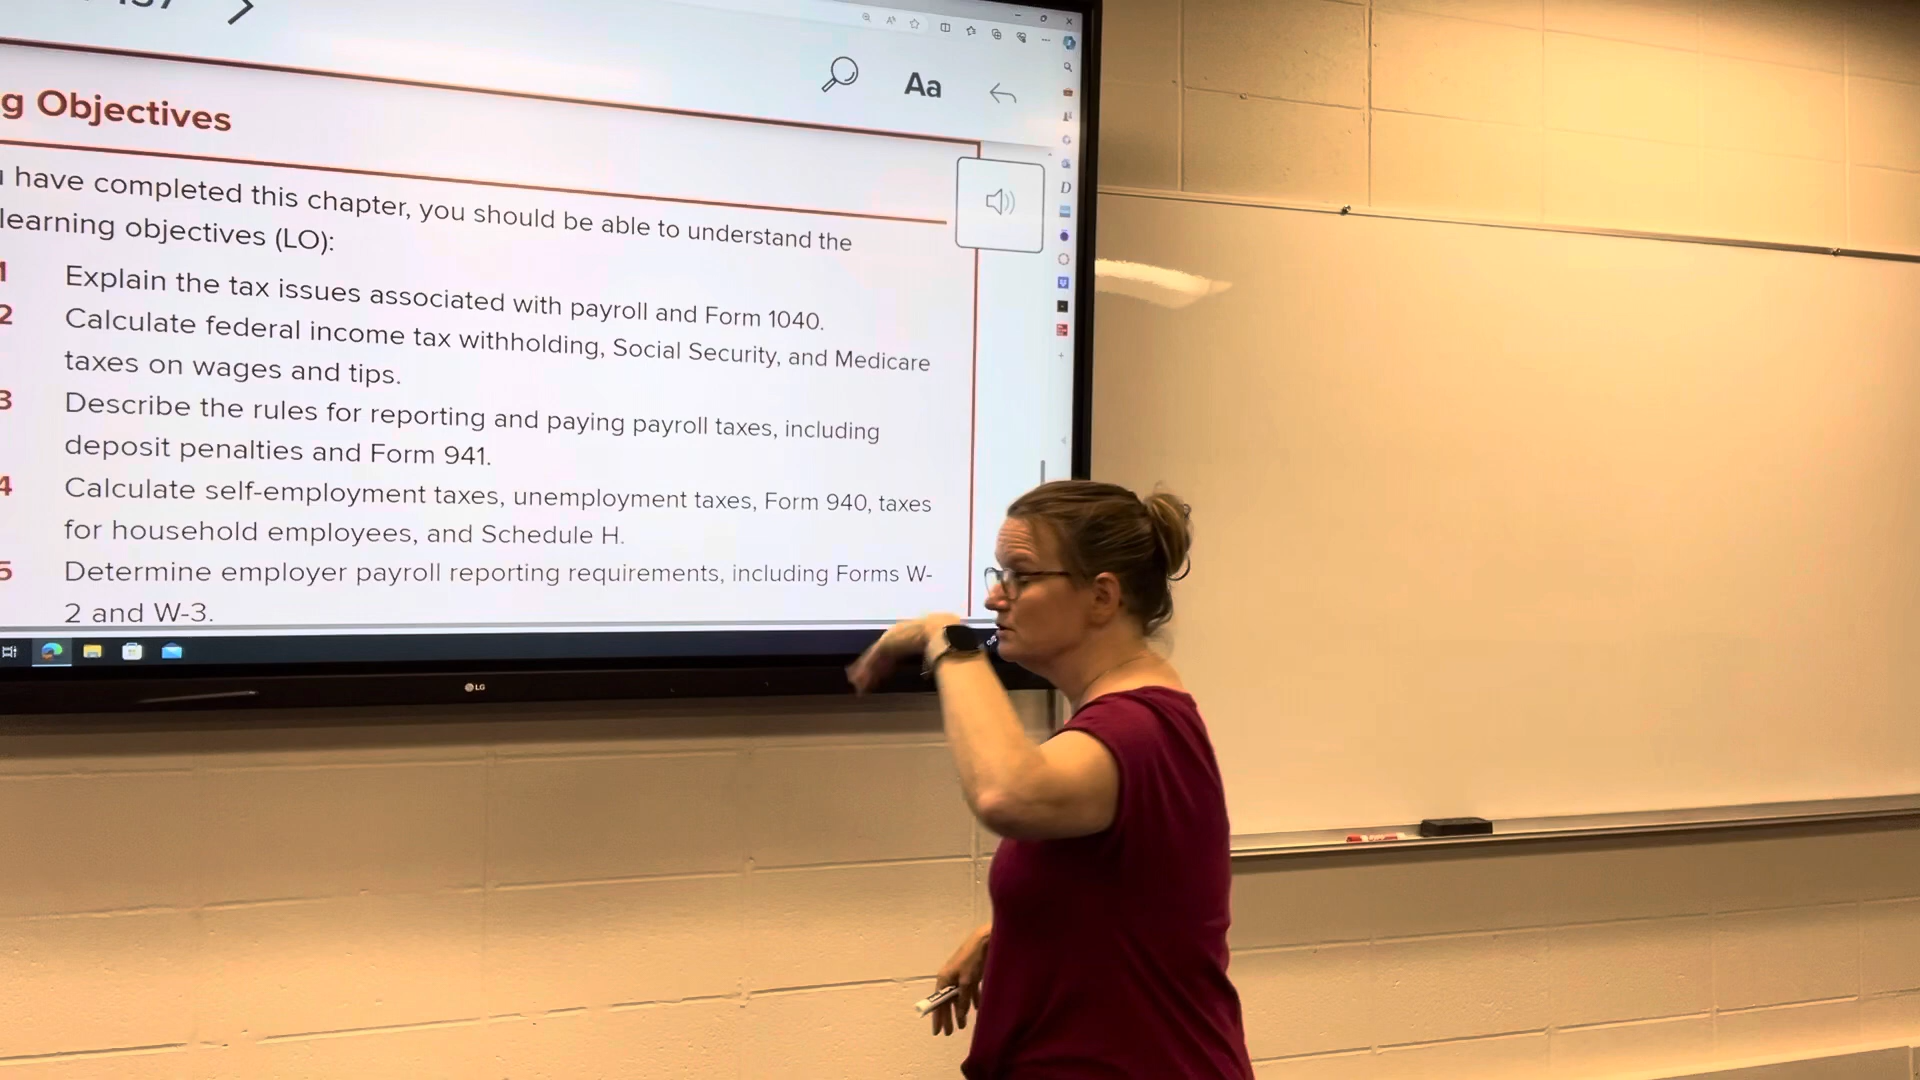 Aa
g Objectives
have completed this chapter, you should be able to understand the
learning objectives (LO):
1 Explain the tax issues associated with payroll and Form 1040.
2 Calculate federal income tax withholding, Social Security, and Medicare
taxes on wages and tips.
3 Describe the rules for reporting and paying payroll taxes, including
deposit penalties and Form 941.
4 Calculate self-employment taxes, unemployment taxes, Form 940, taxes
for household employees, and Schedule H.
5 Determine employer payroll reporting requirements, including Forms W-
2 and W-3.
LG